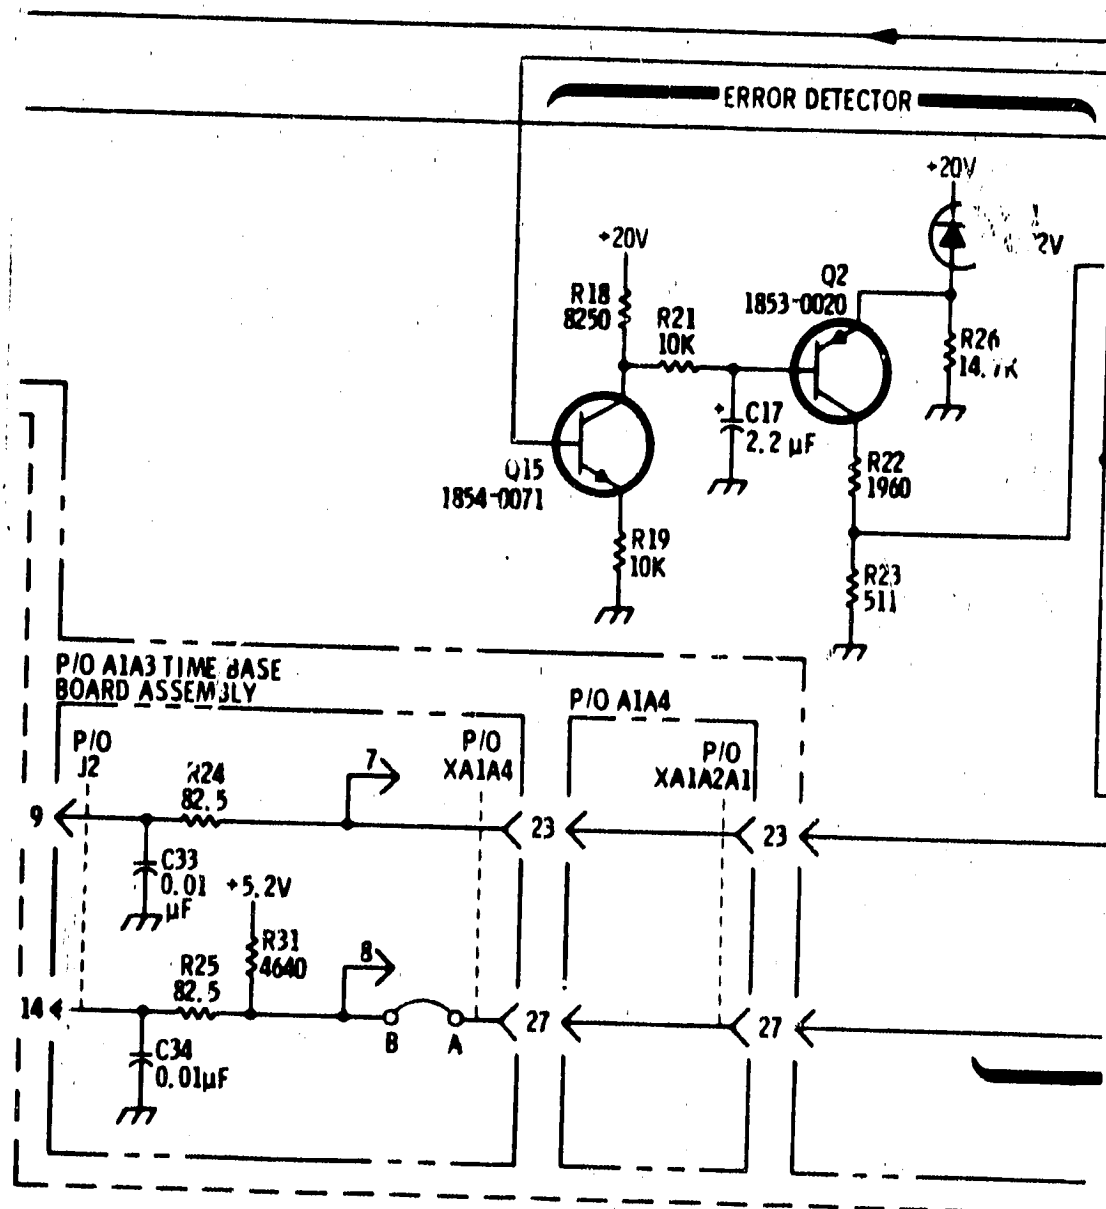 ERROR DETECTOR
+20V
2V
+20V
Q2
1853-0020
R18
8250
R21
10K
R26
14.7K
+
C17
2.2 µF
Q15
1854-0071
R22
1960
R19
10K
R23
511
P/O A1A3 TIME BASE
BOARD ASSEMBLY
P/O A1A4
P/O
J2
P/O
XA1A4
P/O
XA1A2A1
7
R24
82.5
9
23
23
C33
0.01
µF
+5.2V
R31
4640
8
R25
82.5
14
27
27
B
A
C34
0.01µF